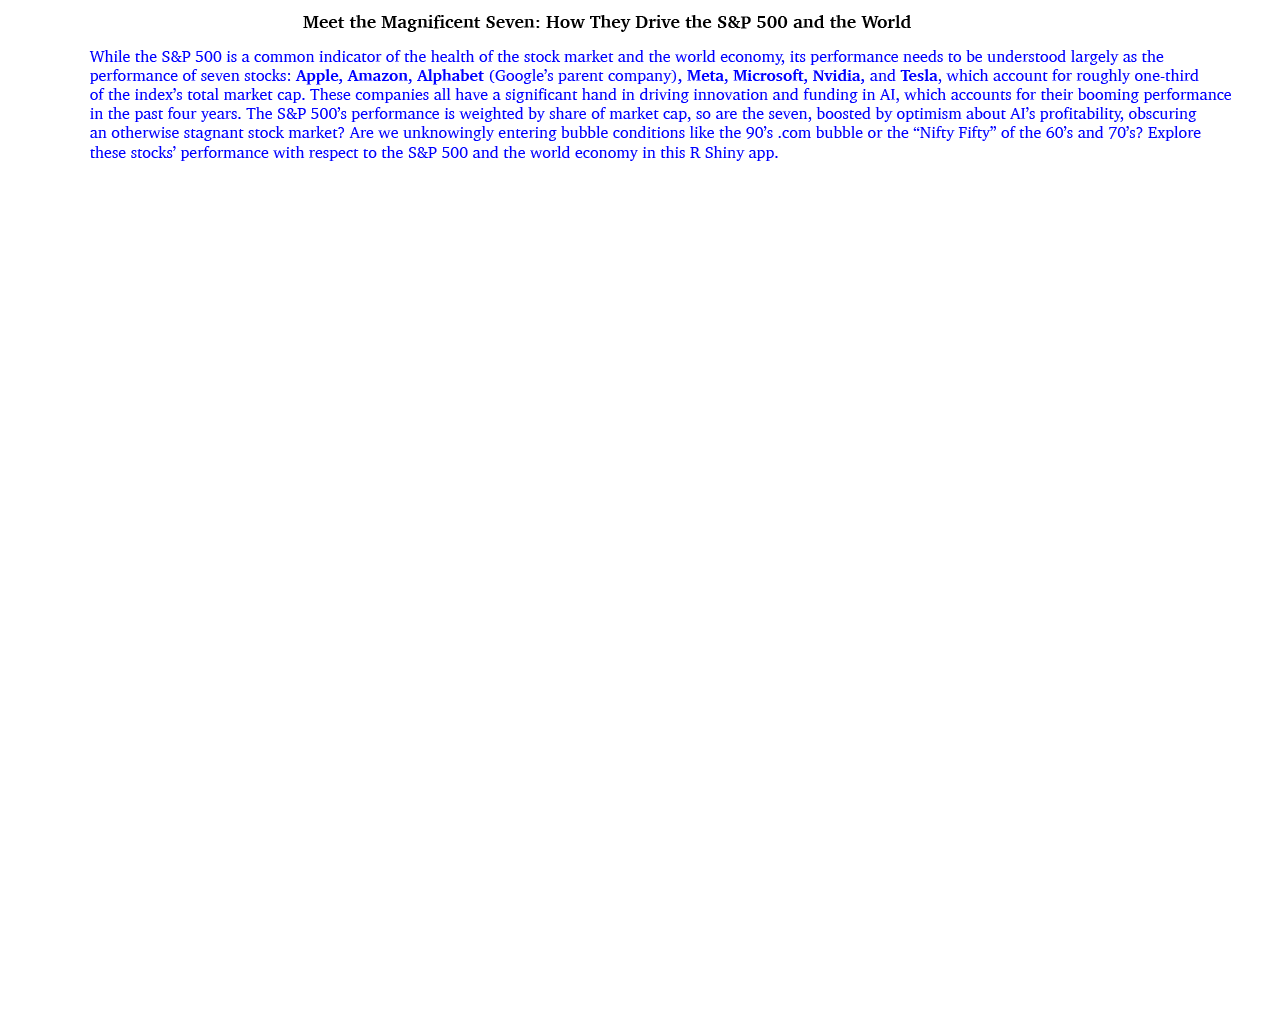 Meet the Magnificent Seven: How They Drive the S&P 500 and the World
While the S&P 500 is a common indicator of the health of the stock market and the world economy, its performance needs to be understood largely as the
performance of seven stocks: Apple, Amazon, Alphabet (Google’s parent company), Meta, Microsoft, Nvidia, and Tesla, which account for roughly one-third
of the index’s total market cap. These companies all have a significant hand in driving innovation and funding in AI, which accounts for their booming performance
in the past four years. The S&P 500’s performance is weighted by share of market cap, so are the seven, boosted by optimism about AI’s profitability, obscuring
an otherwise stagnant stock market? Are we unknowingly entering bubble conditions like the 90’s .com bubble or the “Nifty Fifty” of the 60’s and 70’s? Explore
these stocks’ performance with respect to the S&P 500 and the world economy in this R Shiny app.